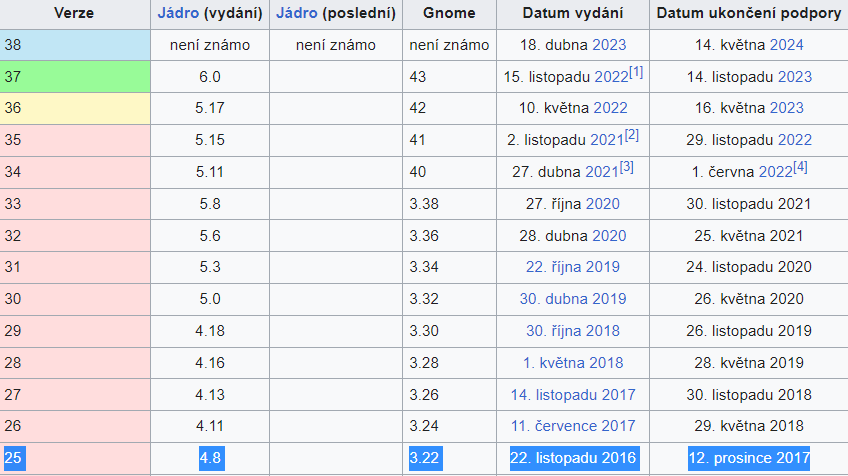 Verze Jádro (vydání) Jádro (poslední) Gnome Datum vydání Datum ukončení podpory
38 není známo není známo není známo 18. dubna 2023 14. května 2024
37 6.0 43 15. listopadu 2022[1] 14. listopadu 2023
36 5.17 42 10. května 2022 16. května 2023
35 5.15 41 2. listopadu 2021[2] 29. listopadu 2022
34 5.11 40 27. dubna 2021[3] 1. června 2022[4]
33 5.8 3.38 27. října 2020 30. listopadu 2021
32 5.6 3.36 28. dubna 2020 25. května 2021
31 5.3 3.34 22. října 2019 24. listopadu 2020
30 5.0 3.32 30. dubna 2019 26. května 2020
29 4.18 3.30 30. října 2018 26. listopadu 2019
28 4.16 3.28 1. května 2018 28. května 2019
27 4.13 3.26 14. listopadu 2017 30. listopadu 2018
26 4.11 3.24 11. července 2017 29. května 2018
25 4.8 3.22 22. listopadu 2016 12. prosince 2017